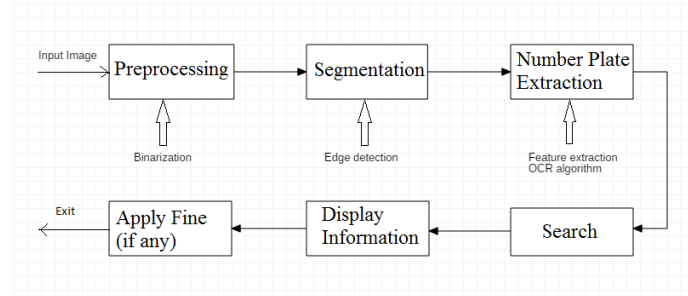 Input Image
Preprocessing
Segmentation
Number Plate
Extraction
Binarization
Edge detection
Feature extraction
OCR algorithm
Exit
Apply Fine
(if any)
Display
Information
Search